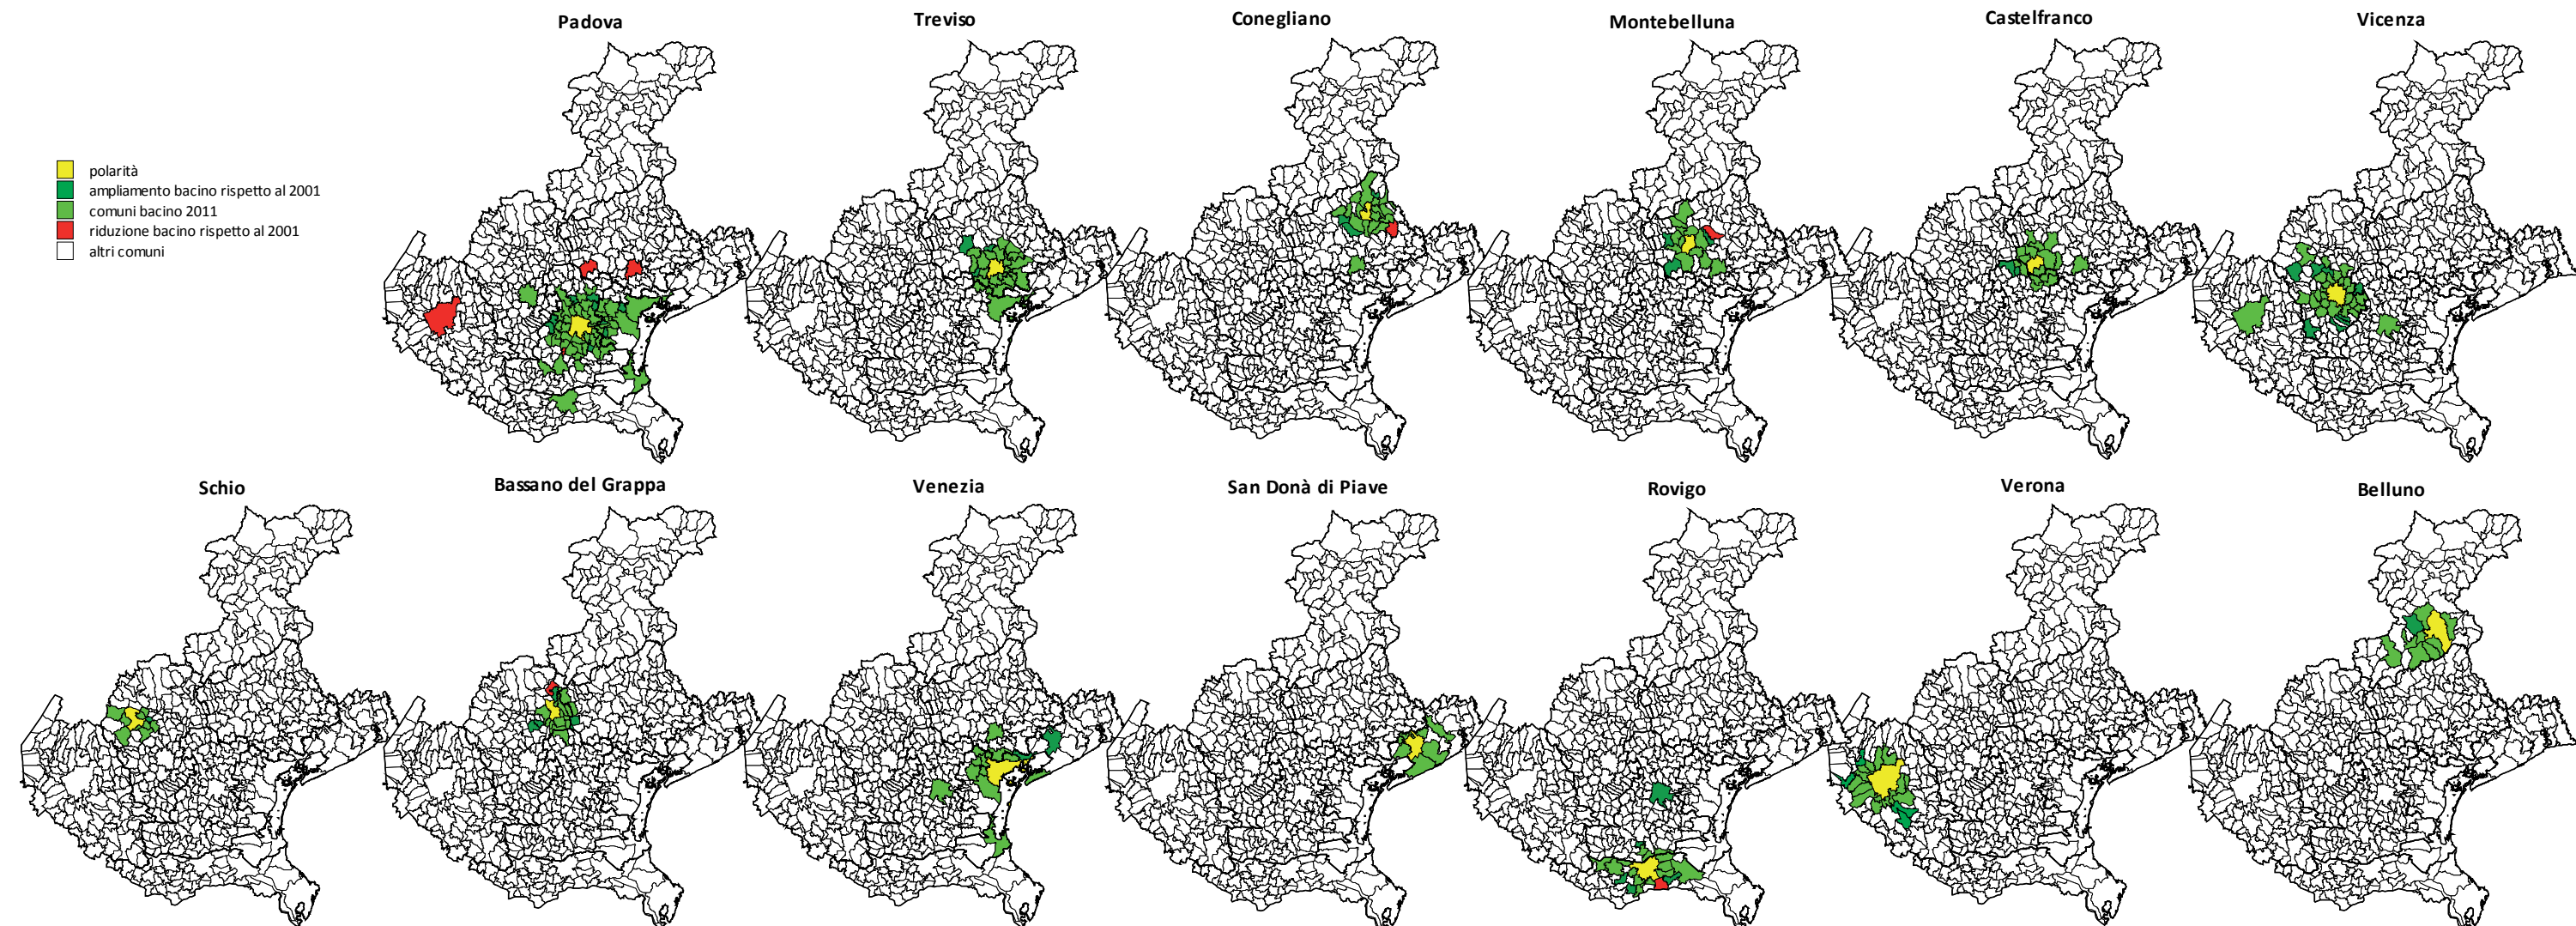 Padova
Treviso
Conegliano
Montebelluna
Castelfranco
Vicenza
polarità
ampliamento bacino rispetto al 2001
comuni bacino 2011
riduzione bacino rispetto al 2001
altri comuni
Schio
Bassano del Grappa
Venezia
San Donà di Piave
Rovigo
Verona
Belluno